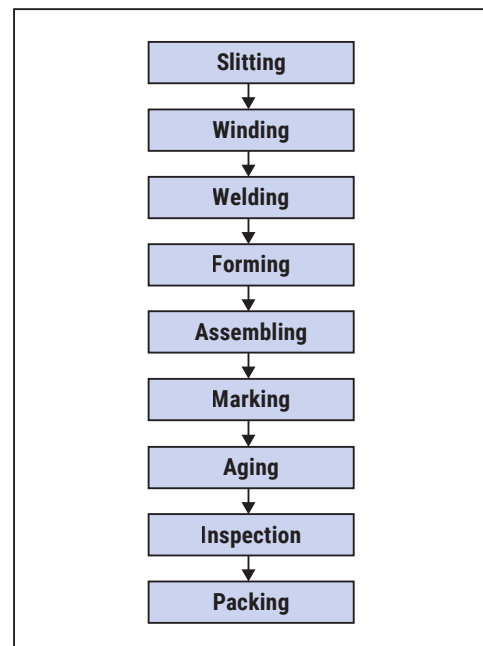 Slitting
Winding
Welding
Forming
Assembling
Marking
Aging
Inspection
Packing